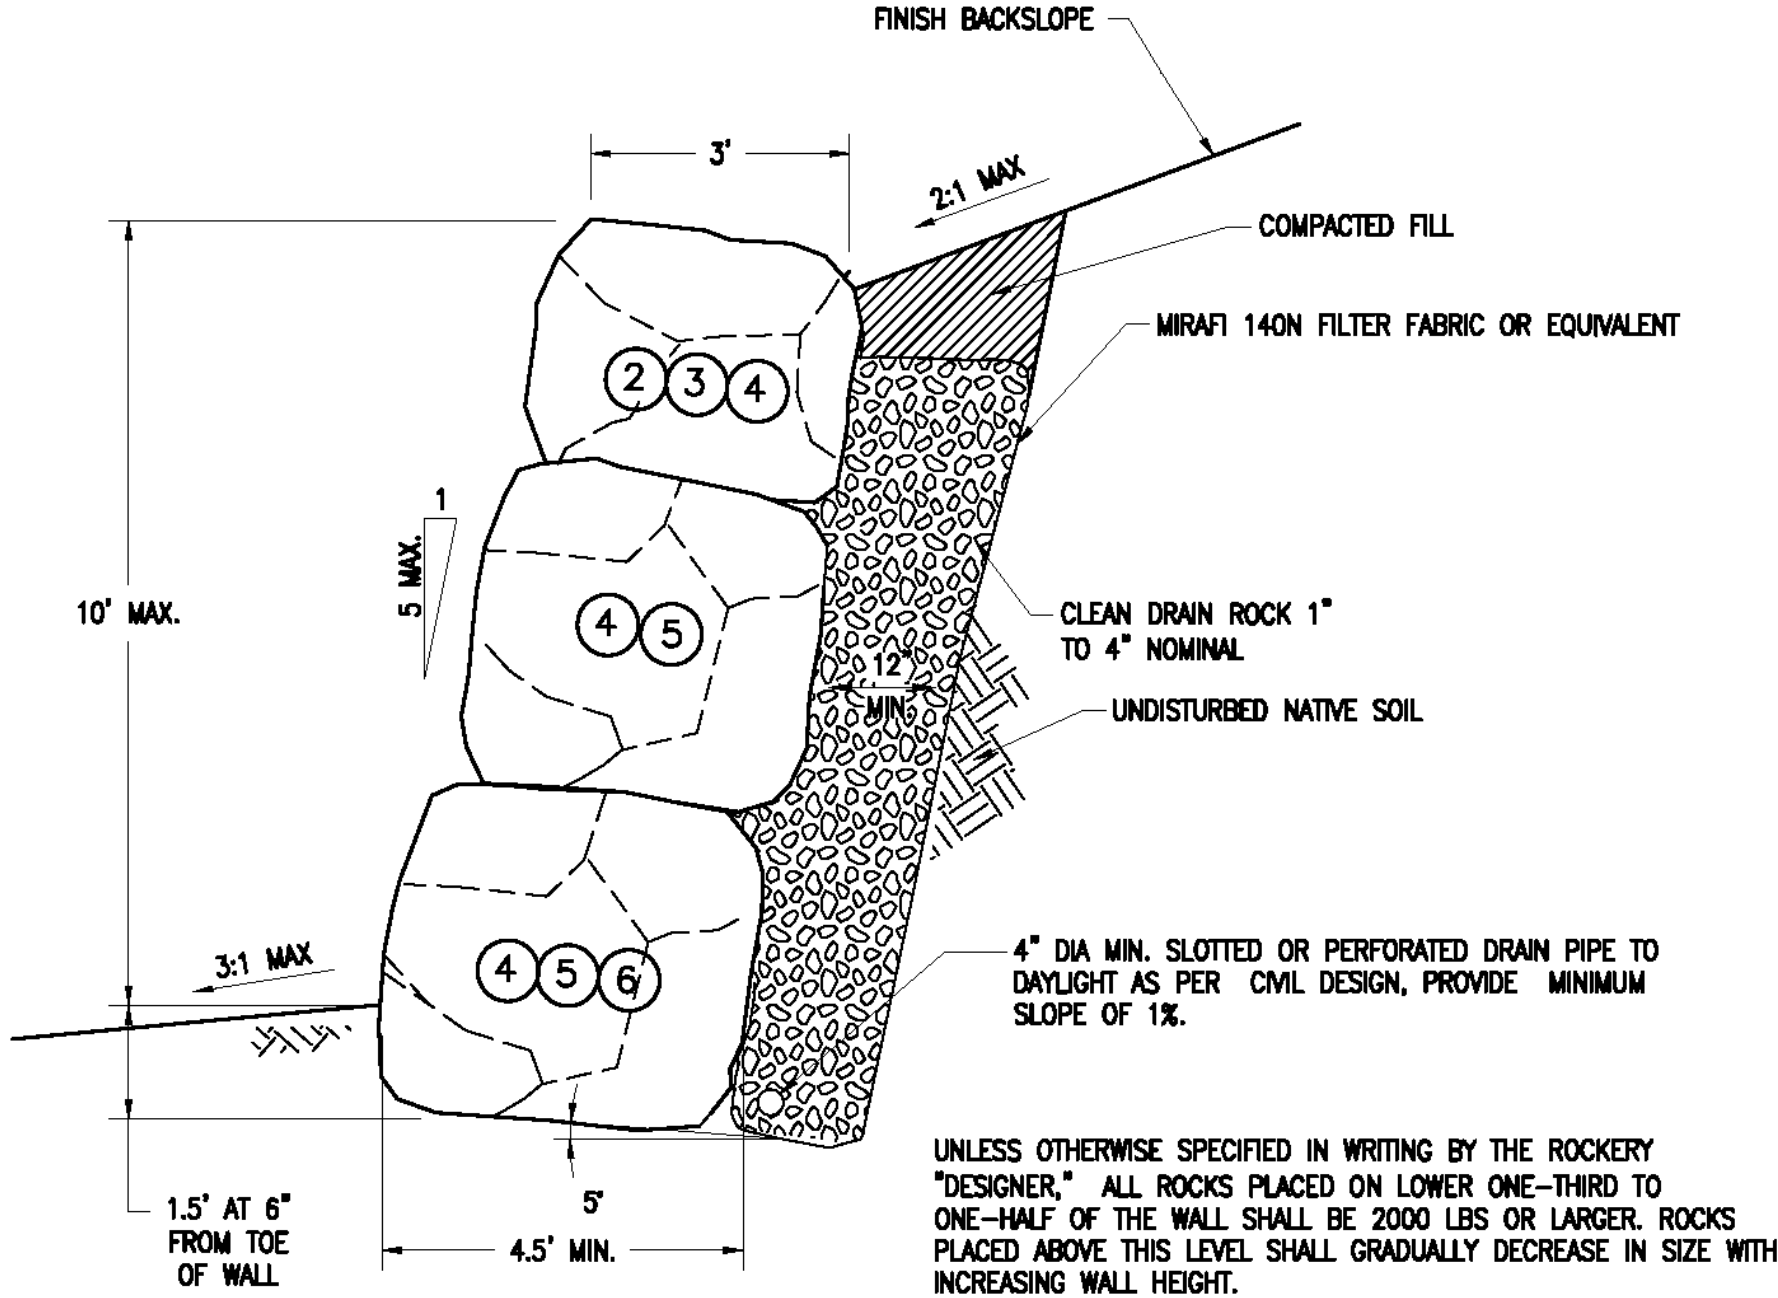 FINISH BACKSLOPE
3'
2:1 MAX
COMPACTED FILL
MIRAFI 140N FILTER FABRIC OR EQUIVALENT
2 3 4
1
5 MAX.
10' MAX.
4 5
CLEAN DRAIN ROCK 1"
TO 4" NOMINAL
12"
MIN.
UNDISTURBED NATIVE SOIL
4 5 6
3:1 MAX
4" DIA MIN. SLOTTED OR PERFORATED DRAIN PIPE TO
DAYLIGHT AS PER CIVIL DESIGN, PROVIDE MINIMUM
SLOPE OF 1%.
1.5' AT 6"
FROM TOE
OF WALL
5'
4.5' MIN.
UNLESS OTHERWISE SPECIFIED IN WRITING BY THE ROCKERY
"DESIGNER," ALL ROCKS PLACED ON LOWER ONE-THIRD TO
ONE-HALF OF THE WALL SHALL BE 2000 LBS OR LARGER. ROCKS
PLACED ABOVE THIS LEVEL SHALL GRADUALLY DECREASE IN SIZE WITH
INCREASING WALL HEIGHT.